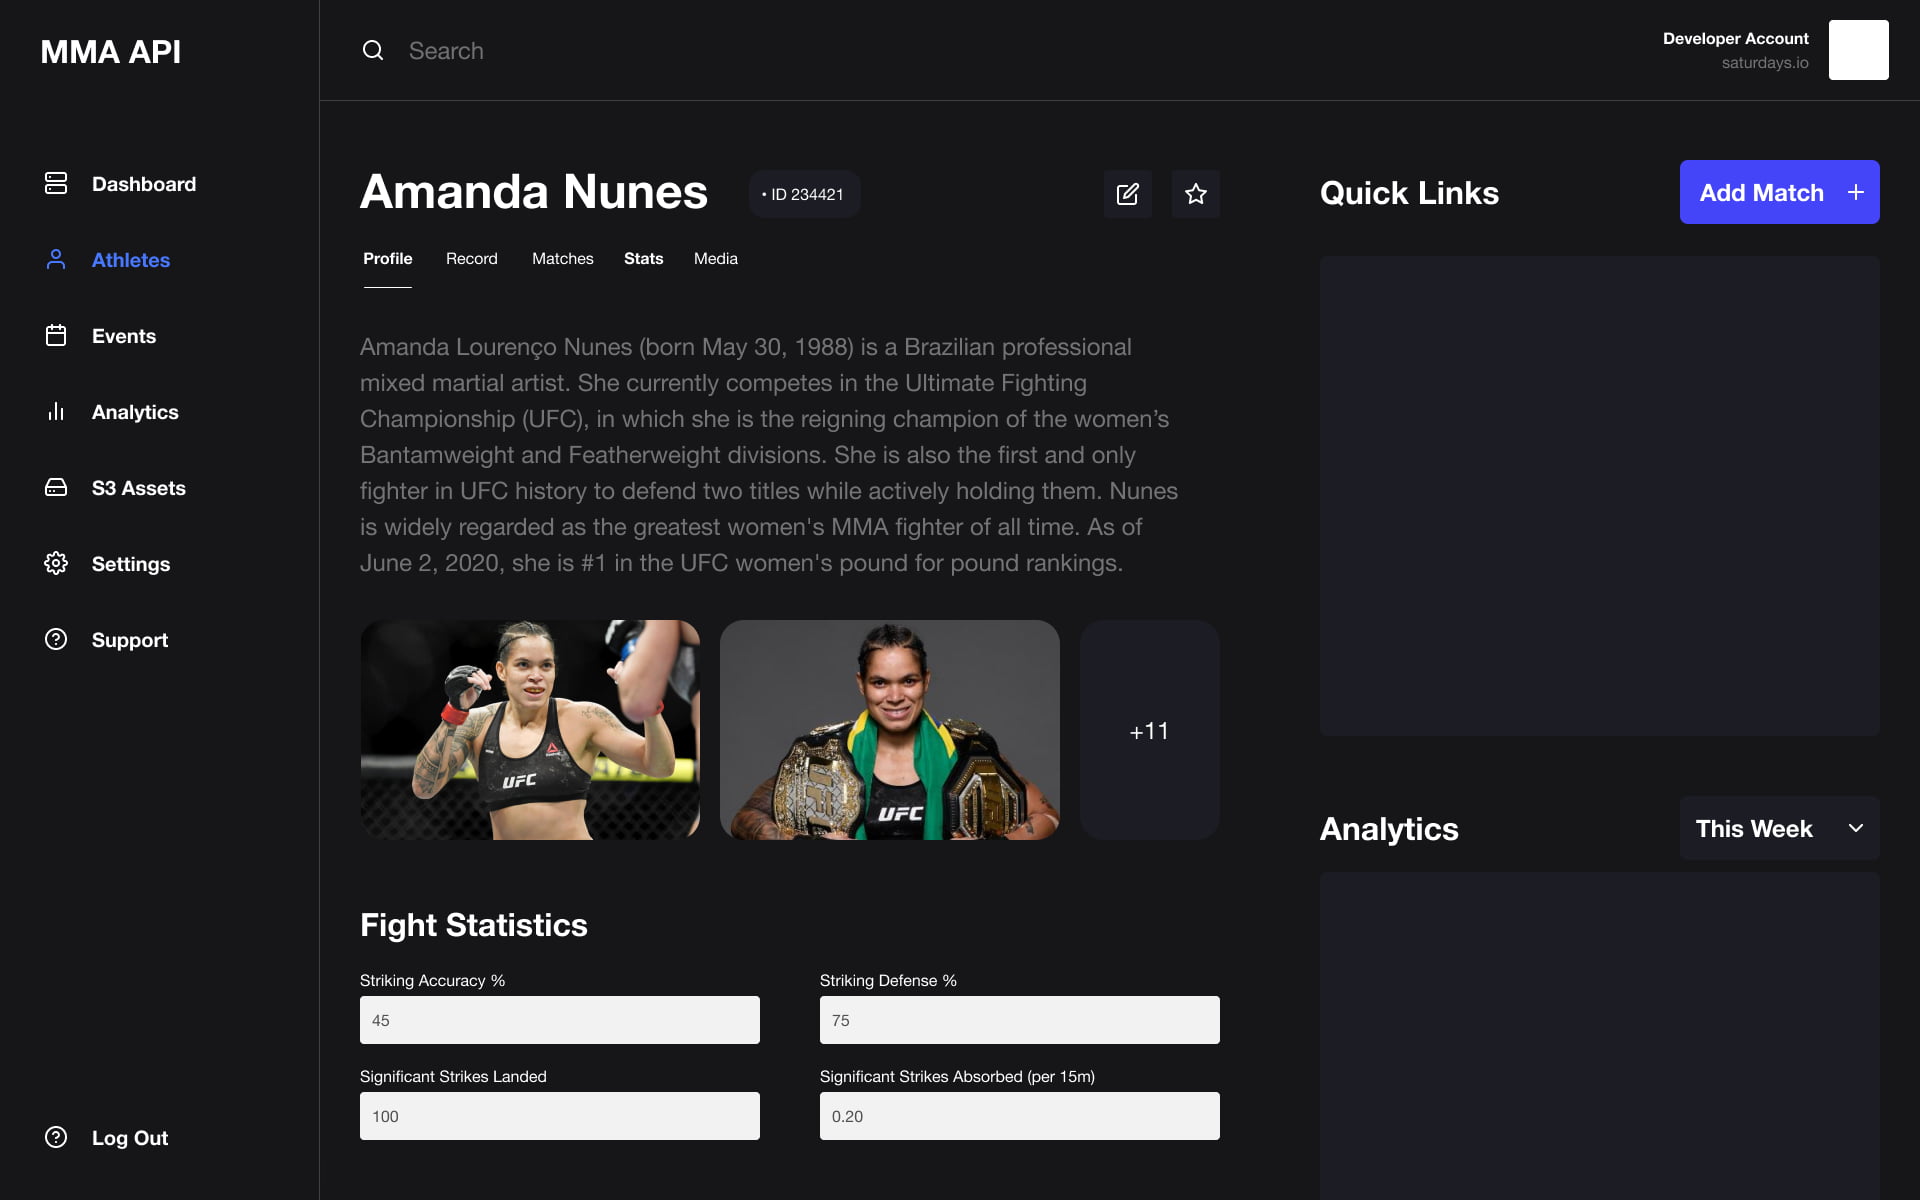 MMA API
Search
Developer Account
saturdays.io
Dashboard
Athletes
Events
Analytics
S3 Assets
Settings
Support
Log Out
Amanda Nunes
• ID 234421
Profile
Record
Matches
Stats
Media
Amanda Lourenço Nunes (born May 30, 1988) is a Brazilian professional
mixed martial artist. She currently competes in the Ultimate Fighting
Championship (UFC), in which she is the reigning champion of the women’s
Bantamweight and Featherweight divisions. She is also the first and only
fighter in UFC history to defend two titles while actively holding them. Nunes
is widely regarded as the greatest women's MMA fighter of all time. As of
June 2, 2020, she is #1 in the UFC women's pound for pound rankings.
UFC
UFC
+11
Fight Statistics
Striking Accuracy %
45
Striking Defense %
75
Significant Strikes Landed
100
Significant Strikes Absorbed (per 15m)
0.20
Quick Links
Add Match
Analytics
This Week